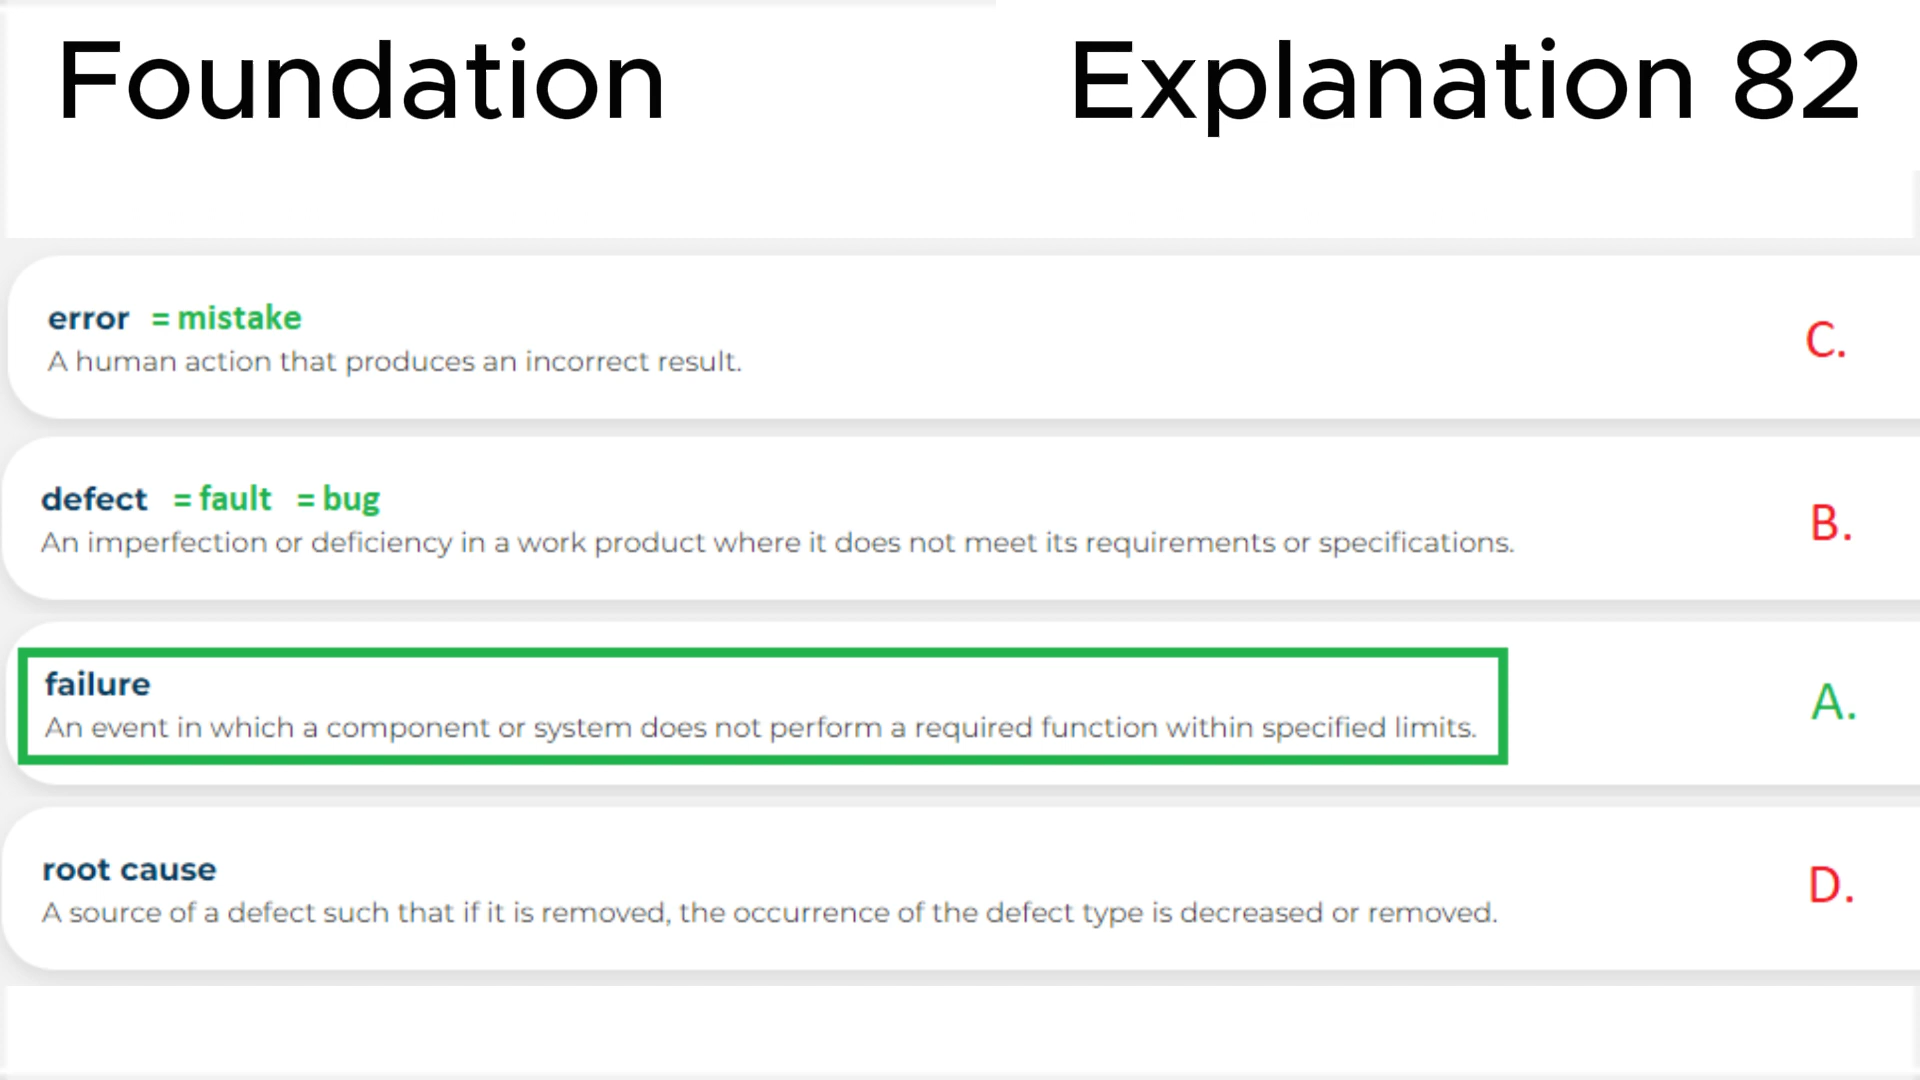 Foundation Explanation 82
error = mistake
A human action that produces an incorrect result.
C.
defect = fault = bug
An imperfection or deficiency in a work product where it does not meet its requirements or specifications.
B.
failure
An event in which a component or system does not perform a required function within specified limits.
A.
root cause
A source of a defect such that if it is removed, the occurrence of the defect type is decreased or removed.
D.